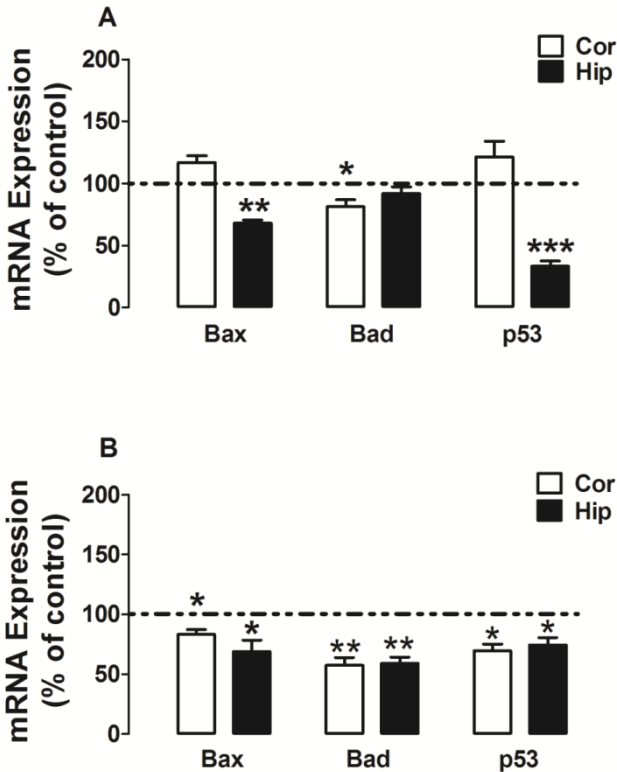 A
Cor
Hip
mRNA Expression
(% of control)
200
150
100
50
0
*
**
***
Bax Bad p53
B
Cor
Hip
mRNA Expression
(% of control)
200
150
100
50
0
*
* ** ** * *
Bax Bad p53